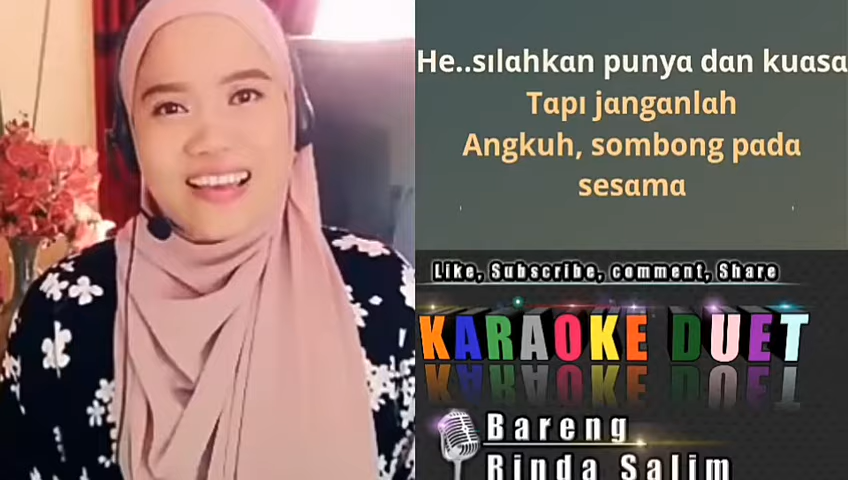 He..silahkan punya dan kuasa
Tapi janganlah
Angkuh, sombong pada
sesama
Like, Subscribe, comment, Share
KARAOKE DUET
Bareng
Rinda Salim